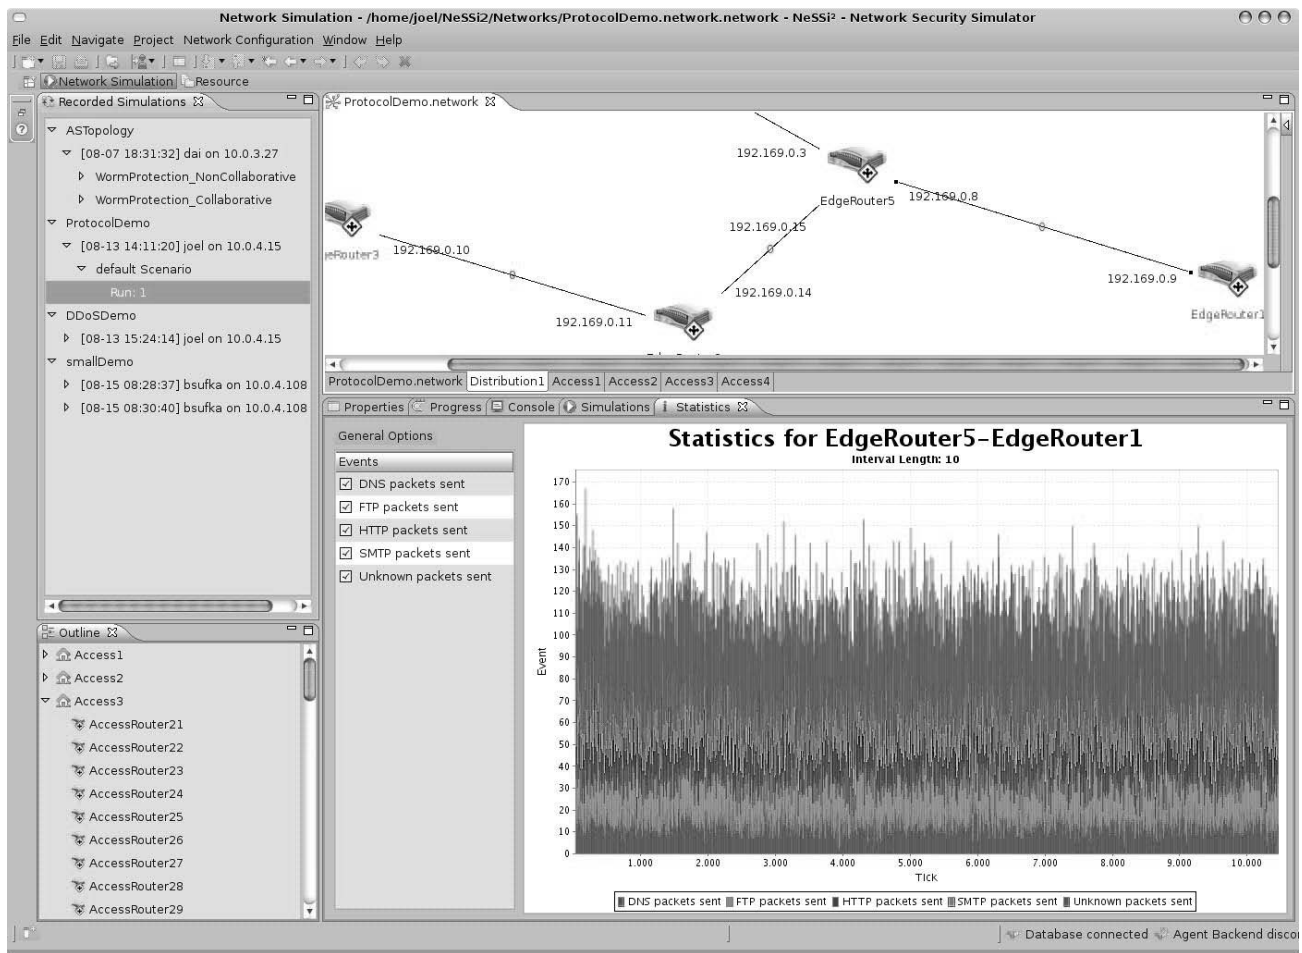 Network Simulation - /home/joel/NeSSi2/Networks/ProtocolDemo.network.network - NeSSi² - Network Security Simulator
File Edit Navigate Project Network Configuration Window Help
Network Simulation Resource
Recorded Simulations
ASTopology
[08-07 18:31:32] dai on 10.0.3.27
WormProtection_NonCollaborative
WormProtection_Collaborative
ProtocolDemo
[08-13 14:11:20] joel on 10.0.4.15
default Scenario
Run: 1
DDoSDemo
[08-13 15:24:14] joel on 10.0.4.15
smallDemo
[08-15 08:28:37] bsufka on 10.0.4.108
[08-15 08:30:40] bsufka on 10.0.4.108
Outline
Access1
Access2
Access3
AccessRouter21
AccessRouter22
AccessRouter23
AccessRouter24
AccessRouter25
AccessRouter26
AccessRouter27
AccessRouter28
AccessRouter29
ProtocolDemo.network
192.169.0.3
EdgeRouter5
192.169.0.8
192.169.0.15
0
0
eRouter3
192.169.0.10
0
192.169.0.14
192.169.0.9
EdgeRouter1
192.169.0.11
ProtocolDemo.network Distribution1 Access1 Access2 Access3 Access4
Properties Progress Console Simulations Statistics
General Options
Events
DNS packets sent
FTP packets sent
HTTP packets sent
SMTP packets sent
Unknown packets sent
Statistics for EdgeRouter5-EdgeRouter1
Interval Length: 10
170
160
150
140
130
120
110
100
90
80
70
60
50
40
30
20
10
0
Event
1.000 2.000 3.000 4.000 5.000 6.000 7.000 8.000 9.000 10.000
Tick
DNS packets sent FTP packets sent HTTP packets sent SMTP packets sent Unknown packets sent
Database connected Agent Backend discor